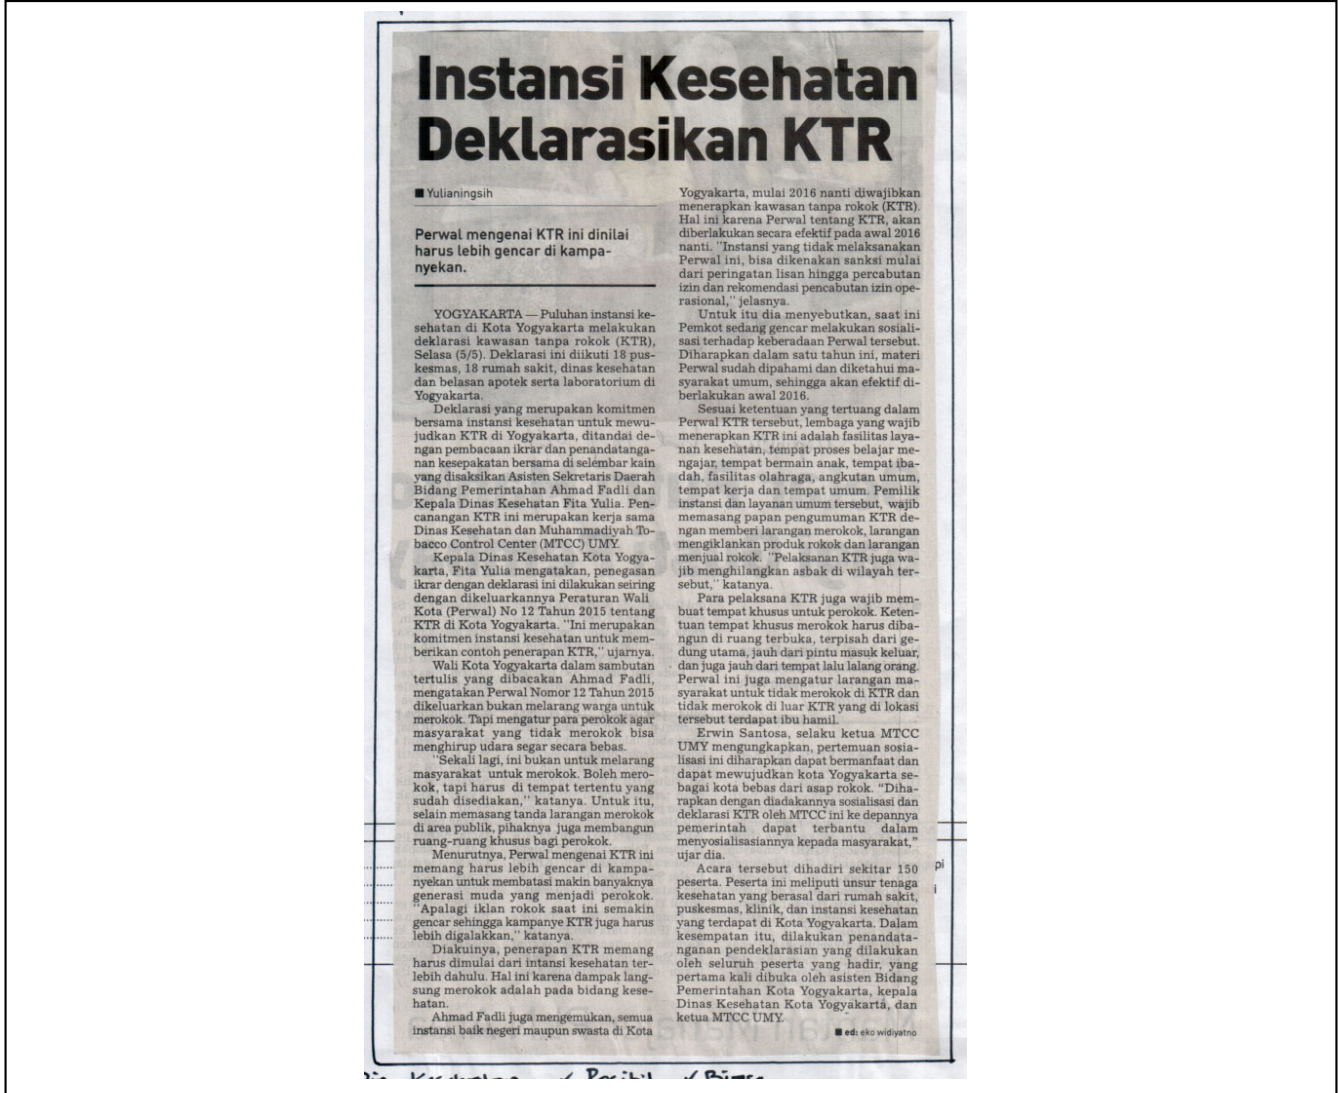 Instansi Kesehatan
Deklarasikan KTR
Yulianingsih
Perwal mengenai KTR ini dinilai
harus lebih gencar di kampa-
nyekan.
YOGYAKARTA — Puluhan instansi ke-
sehatan di Kota Yogyakarta melakukan
deklarasi kawasan tanpa rokok (KTR),
Selasa (5/5). Deklarasi ini diikuti 18 pus-
kesmas, 18 rumah sakit, dinas kesehatan
dan belasan apotek serta laboratorium di
Yogyakarta.
Deklarasi yang merupakan komitmen
bersama instansi kesehatan untuk mewu-
judkan KTR di Yogyakarta, ditandai de-
ngan pembacaan ikrar dan penandatanga-
nan kesepakatan bersama di selembar kain
yang disaksikan Asisten Sekretaris Daerah
Bidang Pemerintahan Ahmad Fadli dan
Kepala Dinas Kesehatan Fita Yulia. Pen-
canangan KTR ini merupakan kerja sama
Dinas Kesehatan dan Muhammadiyah To-
bacco Control Center (MTCC) UMY.
Kepala Dinas Kesehatan Kota Yogya-
karta, Fita Yulia mengatakan, penegasan
ikrar dengan deklarasi ini dilakukan seiring
dengan dikeluarkannya Peraturan Wali
Kota (Perwal) No 12 Tahun 2015 tentang
KTR di Kota Yogyakarta. "Ini merupakan
komitmen instansi kesehatan untuk mem-
berikan contoh penerapan KTR," ujarnya.
Wali Kota Yogyakarta dalam sambutan
tertulis yang dibacakan Ahmad Fadli,
mengatakan Perwal Nomor 12 Tahun 2015
dikeluarkan bukan melarang warga untuk
merokok. Tapi mengatur para perokok agar
masyarakat yang tidak merokok bisa
menghirup udara segar secara bebas.
"Sekali lagi, ini bukan untuk melarang
masyarakat untuk merokok. Boleh mero-
kok, tapi harus di tempat tertentu yang
sudah disediakan," katanya. Untuk itu,
selain memasang tanda larangan merokok
di area publik, pihaknya juga membangun
ruang-ruang khusus bagi perokok.
Menurutnya, Perwal mengenai KTR ini
memang harus lebih gencar di kampa-
nyekan untuk membatasi makin banyaknya
generasi muda yang menjadi perokok.
"Apalagi iklan rokok saat ini semakin
gencar sehingga kampanye KTR juga harus
lebih digalakkan," katanya.
Diakuinya, penerapan KTR memang
harus dimulai dari intansi kesehatan ter-
lebih dahulu. Hal ini karena dampak lang-
sung merokok adalah pada bidang kese-
hatan.
Ahmad Fadli juga mengemukan, semua
instansi baik negeri maupun swasta di Kota
Yogyakarta, mulai 2016 nanti diwajibkan
menerapkan kawasan tanpa rokok (KTR).
Hal ini karena Perwal tentang KTR, akan
diberlakukan secara efektif pada awal 2016
nanti. "Instansi yang tidak melaksanakan
Perwal ini, bisa dikenakan sanksi mulai
dari peringatan lisan hingga percabutan
izin dan rekomendasi pencabutan izin ope-
rasional," jelasnya.
Untuk itu dia menyebutkan, saat ini
Pemkot sedang gencar melakukan sosiali-
sasi terhadap keberadaan Perwal tersebut.
Diharapkan dalam satu tahun ini, materi
Perwal sudah dipahami dan diketahui ma-
syarakat umum, sehingga akan efektif di-
berlakukan awal 2016.
Sesuai ketentuan yang tertuang dalam
Perwal KTR tersebut, lembaga yang wajib
menerapkan KTR ini adalah fasilitas laya-
nan kesehatan, tempat proses belajar me-
ngajar, tempat bermain anak, tempat iba-
dah, fasilitas olahraga, angkutan umum,
tempat kerja dan tempat umum. Pemilik
instansi dan layanan umum tersebut, wajib
memasang papan pengumuman KTR de-
ngan memberi larangan merokok, larangan
mengiklankan produk rokok dan larangan
menjual rokok. "Pelaksanan KTR juga wa-
jib menghilangkan asbak di wilayah ter-
sebut," katanya.
Para pelaksana KTR juga wajib mem-
buat tempat khusus untuk perokok. Keten-
tuan tempat khusus merokok harus diba-
ngun di ruang terbuka, terpisah dari ge-
dung utama, jauh dari pintu masuk keluar,
dan juga jauh dari tempat lalu lalang orang.
Perwal ini juga mengatur larangan ma-
syarakat untuk tidak merokok di KTR dan
tidak merokok di luar KTR yang di lokasi
tersebut terdapat ibu hamil.
Erwin Santosa, selaku ketua MTCC
UMY mengungkapkan, pertemuan sosia-
lisasi ini diharapkan dapat bermanfaat dan
dapat mewujudkan kota Yogyakarta se-
bagai kota bebas dari asap rokok. "Diha-
rapkan dengan diadakannya sosialisasi dan
deklarasi KTR oleh MTCC ini ke depannya
pemerintah dapat terbantu dalam
menyosialisasiannya kepada masyarakat,"
ujar dia.
Acara tersebut dihadiri sekitar 150
peserta. Peserta ini meliputi unsur tenaga
kesehatan yang berasal dari rumah sakit,
puskesmas, klinik, dan instansi kesehatan
yang terdapat di Kota Yogyakarta. Dalam
kesempatan itu, dilakukan penandata-
nganan pendeklarasian yang dilakukan
oleh seluruh peserta yang hadir, yang
pertama kali dibuka oleh asisten Bidang
Pemerintahan Kota Yogyakarta, kepala
Dinas Kesehatan Kota Yogyakarta, dan
ketua MTCC UMY.
ed: eko widiyatno